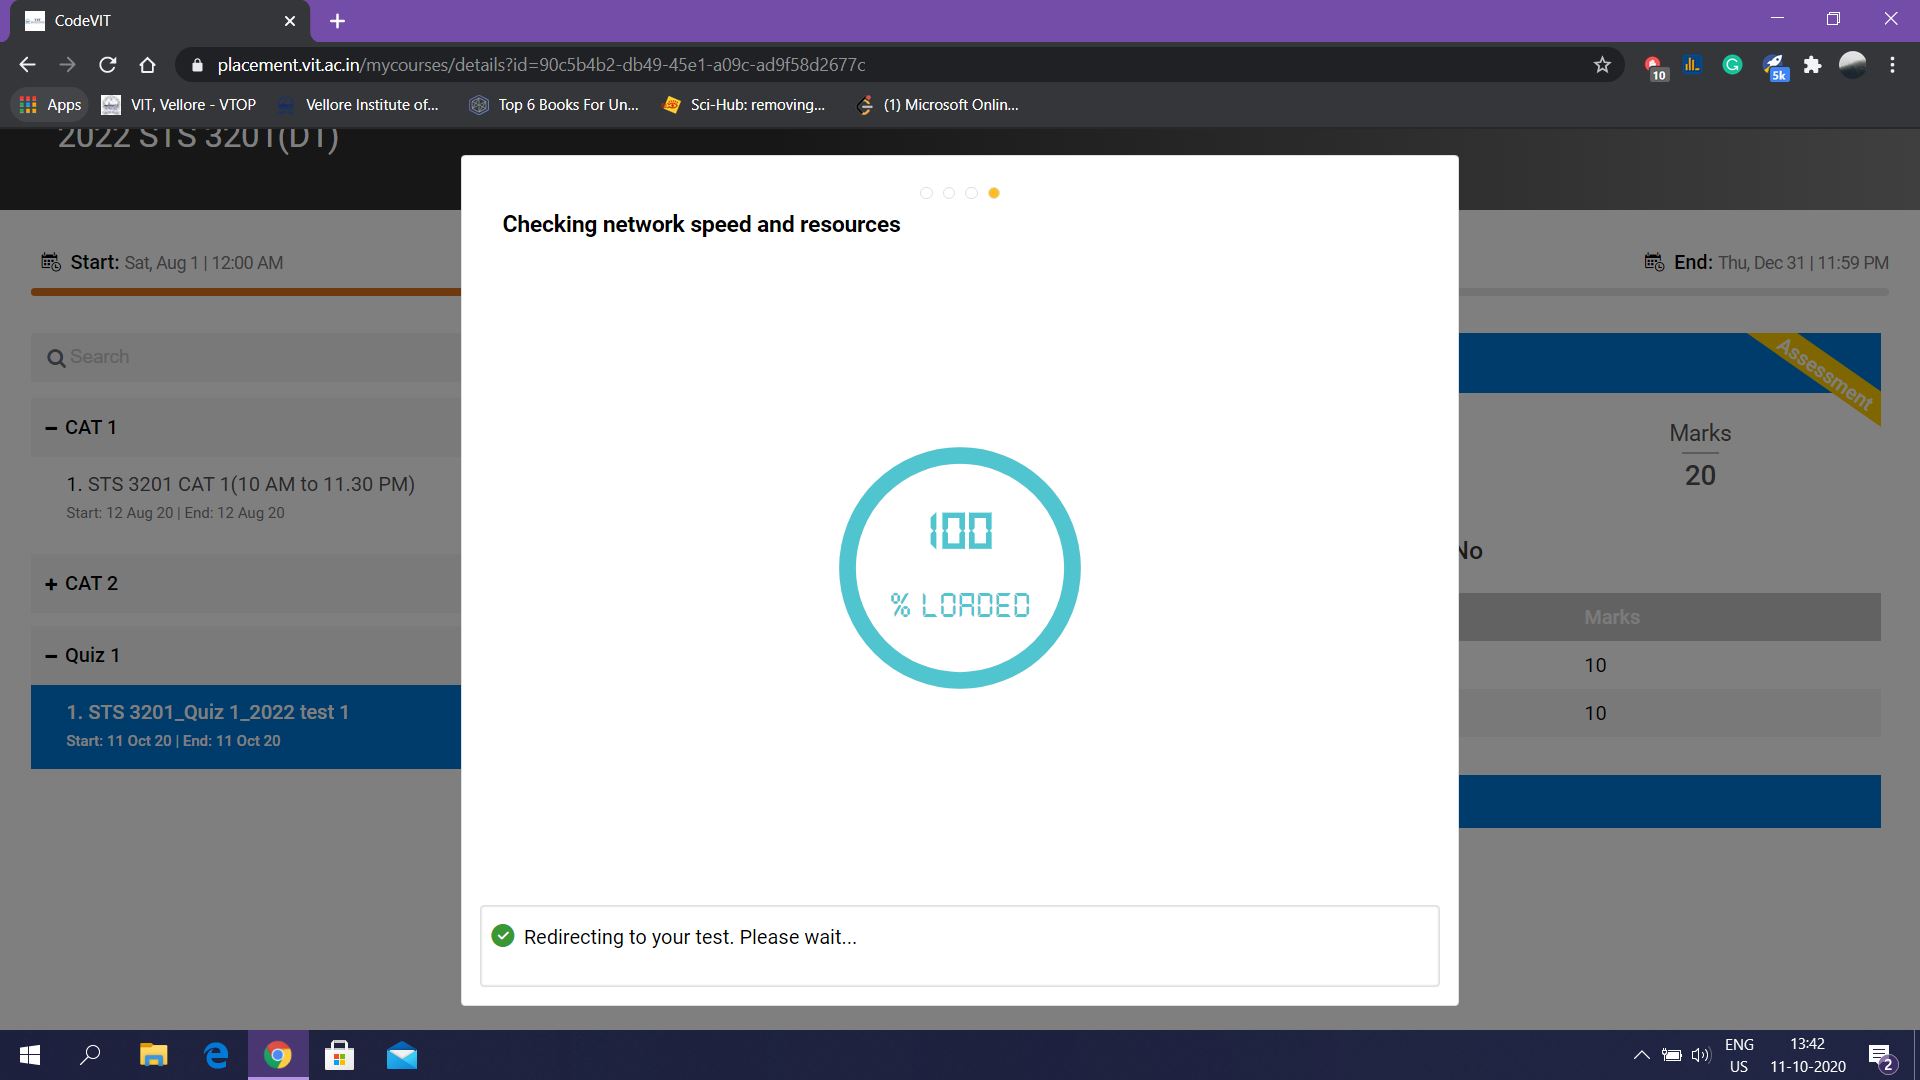 CodeVIT
placement.vit.ac.in/mycourses/details?id=90c5b4b2-db49-45e1-a09c-ad9f58d2677c
10
5k
Apps
VIT, Vellore - VTOP
Vellore Institute of...
Top 6 Books For Un...
Sci-Hub: removing...
(1) Microsoft Onlin...
2022 STS 3201(DT)
Checking network speed and resources
Start: Sat, Aug 1 | 12:00 AM
End: Thu, Dec 31 | 11:59 PM
Search
Assessment
CAT 1
Marks
20
1. STS 3201 CAT 1(10 AM to 11.30 PM)
Start: 12 Aug 20 | End: 12 Aug 20
100
% LOADED
No
CAT 2
Marks
Quiz 1
10
1. STS 3201_Quiz 1_2022 test 1
Start: 11 Oct 20 | End: 11 Oct 20
10
Redirecting to your test. Please wait...
ENG
US
13:42
11-10-2020
2